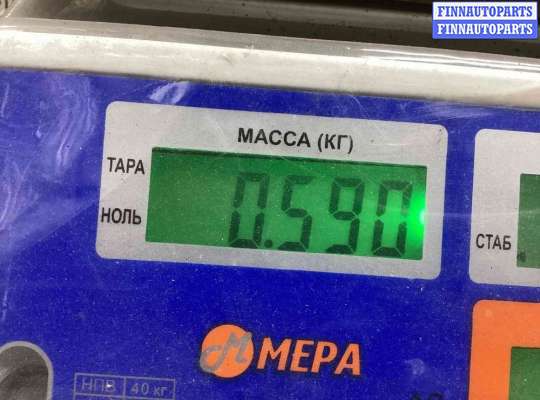 FINNAUTOPARTS
FINNAUTOPARTS
МАССА (КГ)
ТАРА
0.590
НОЛЬ
СТАБ
МЕРА
НПВ 40 кг